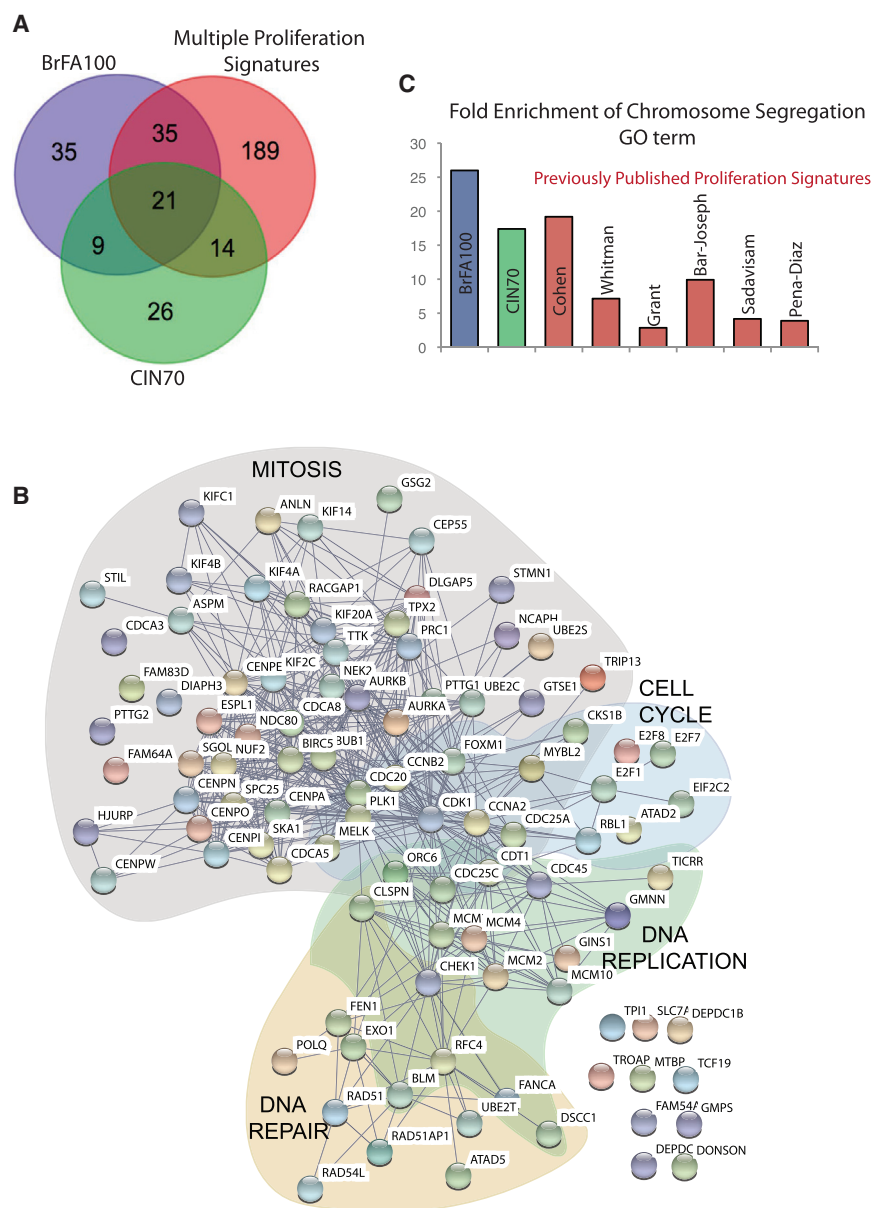 A
BrFA100
Multiple Proliferation
Signatures
35
35
189
21
9
14
26
CIN70
C
Fold Enrichment of Chromosome Segregation
GO term
Previously Published Proliferation Signatures
30
25
20
15
10
5
0
BrFA100
CIN70
Cohen
Whitman
Grant
Bar-Joseph
Sadavisam
Pena-Diaz
B
MITOSIS
GSG2
KIFC1
ANLN
KIF14
CEP55
KIF4B
KIF4A
STIL
RACGAP1
DLGAP5
STMN1
ASPM
TPX2
KIF20A
NCAPH
CDCA3
TTK
PRC1
UBE2S
CENPE
KIF2C
NEK2
TRIP13
FAM83D
DIAPH3
AURKB
PTTG1
UBE2C
GTSE1
CELL
CYCLE
ESPL1
CDCA8
AURKA
CKS1B
PTTG2
NDC80
E2F8
E2F7
SGOL
NUF2
BIRC5
BUB1
FOXM1
MYBL2
FAM64A
CCNB2
E2F1
CDC20
CENPN
SPC25
CENPA
PLK1
EIF2C2
CENPO
CDK1
CCNA2
HJURP
SKA1
MELK
CDC25A
RBL1
ATAD2
CENPI
CDCA5
CDT1
CENPW
ORC6
CDC25C
CDC45
TICRR
CLSPN
GMNN
MCM
MCM4
DNA
REPLICATION
GINS1
CHEK1
MCM2
MCM10
FEN1
TPI1
SLC7A
DEPDC1B
EXO1
POLQ
RFC4
TROAP
MTBP
TCF19
BLM
FANCA
RAD51
DNA
REPAIR
UBE2T
FAM54A
GMPS
DSCC1
RAD51AP1
DEPDC
DONSON
ATAD5
RAD54L